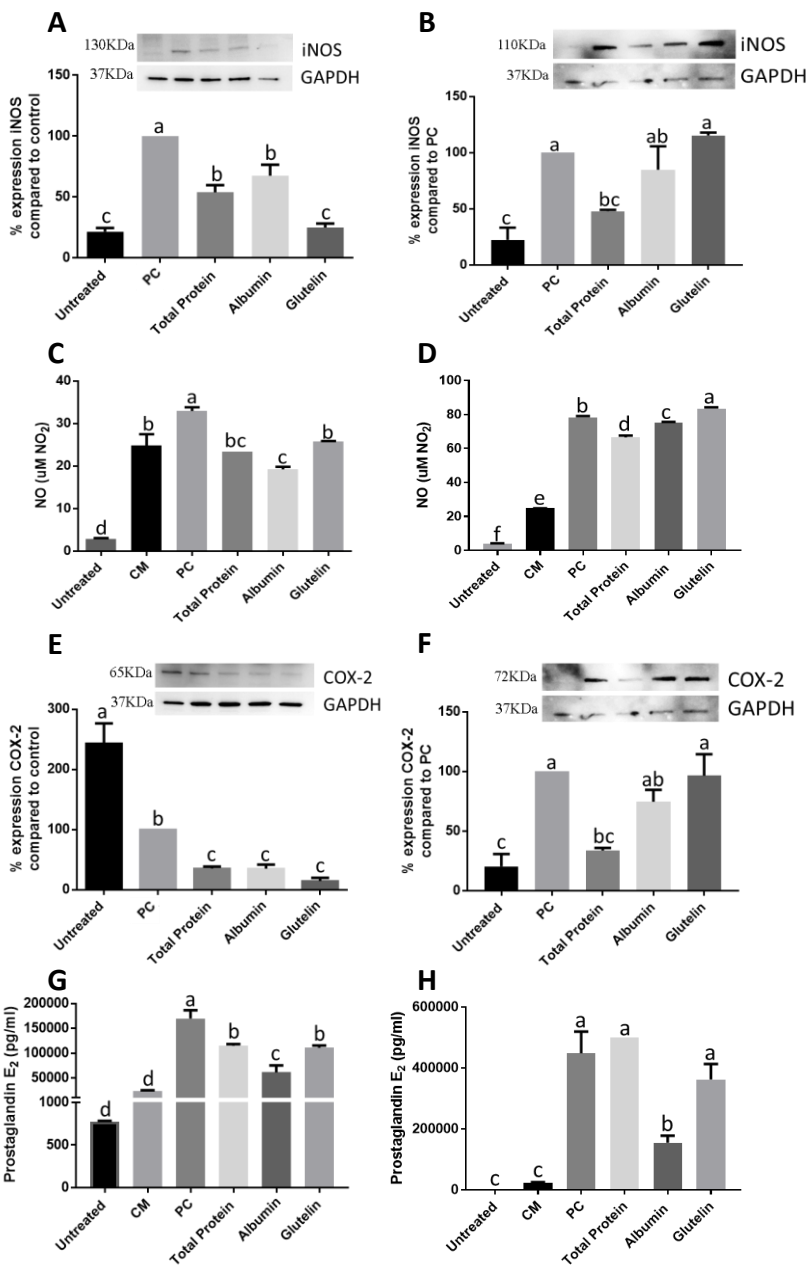 A
130KDa
iNOS
37KDa
GAPDH
% expression iNOS
compared to control
150
100
50
0
c
a
b
b
c
Untreated
PC
Total Protein
Albumin
Glutelin
B
110KDa
iNOS
37KDa
GAPDH
% expression iNOS
compared to PC
150
100
50
0
c
a
bc
ab
a
Untreated
PC
Total Protein
Albumin
Glutelin
C
NO (uM NO2)
40
30
20
10
0
d
b
a
bc
c
b
Untreated
CM
PC
Total Protein
Albumin
Glutelin
D
NO (uM NO2)
100
80
60
40
20
0
f
e
b
d
c
a
Untreated
CM
PC
Total Protein
Albumin
Glutelin
E
65KDa
COX-2
37KDa
GAPDH
% expression COX-2
compared to control
300
200
100
0
a
b
c
c
c
Untreated
PC
Total Protein
Albumin
Glutelin
F
72KDa
COX-2
37KDa
GAPDH
% expression COX-2
compared to PC
150
100
50
0
c
a
bc
ab
a
Untreated
PC
Total Protein
Albumin
Glutelin
G
Prostaglandin E2 (pg/ml)
200000
150000
100000
50000
1000
500
0
d
d
a
b
c
b
Untreated
CM
PC
Total Protein
Albumin
Glutelin
H
Prostaglandin E2 (pg/ml)
600000
400000
200000
0
c
c
a
a
b
a
Untreated
CM
PC
Total Protein
Albumin
Glutelin